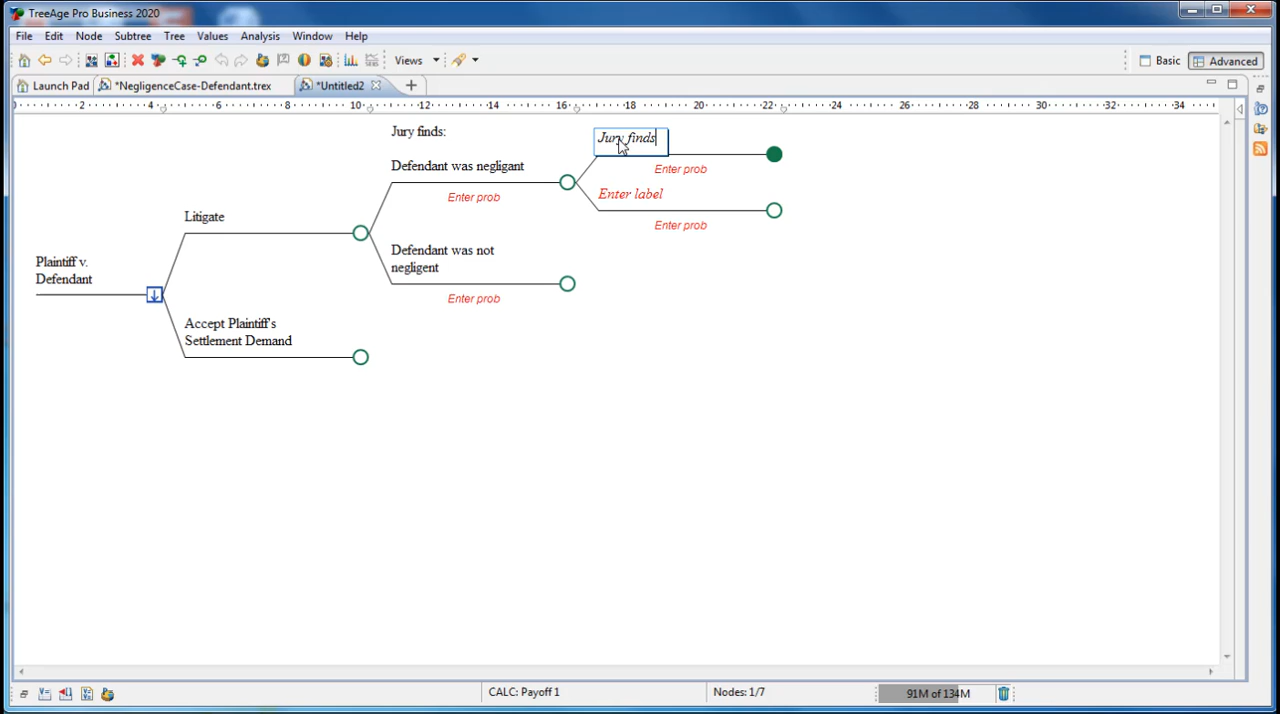 TreeAge Pro Business 2020
File Edit Node Subtree Tree Values Analysis Window Help
Views Basic Advanced
Launch Pad *NegligenceCase-Defendant.trex *Untitled2
0 2 4 6 8 10 12 14 16 18 20 22 24 26 28 30 32 34
Jury finds:
Jury finds
Defendant was negligant
Enter prob
Enter prob
Enter label
Litigate
Enter prob
Defendant was not
negligent
Plaintiff v.
Defendant
Enter prob
Accept Plaintiff's
Settlement Demand
CALC: Payoff 1 Nodes: 1/7 91M of 134M